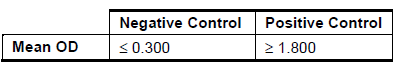 Negative Control Positive Control
Mean OD ≤ 0.300 ≥ 1.800